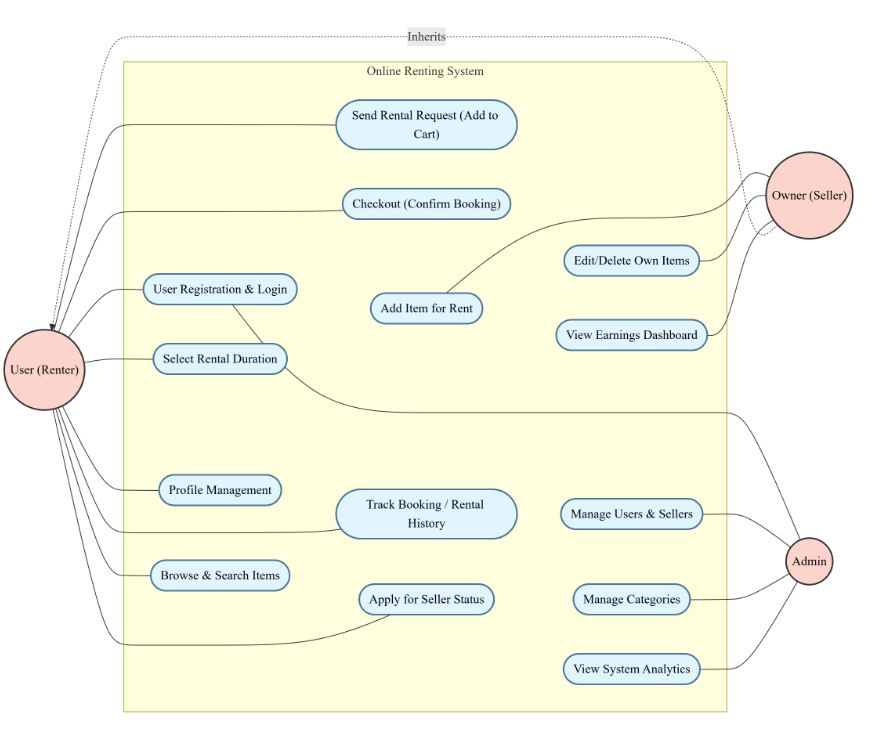 Inherits
Online Renting System
Send Rental Request (Add to
Cart)
Owner (Seller)
Checkout (Confirm Booking)
Edit/Delete Own Items
User Registration & Login
Add Item for Rent
View Earnings Dashboard
Select Rental Duration
User (Renter)
Profile Management
Track Booking / Rental
History
Manage Users & Sellers
Admin
Browse & Search Items
Apply for Seller Status
Manage Categories
View System Analytics